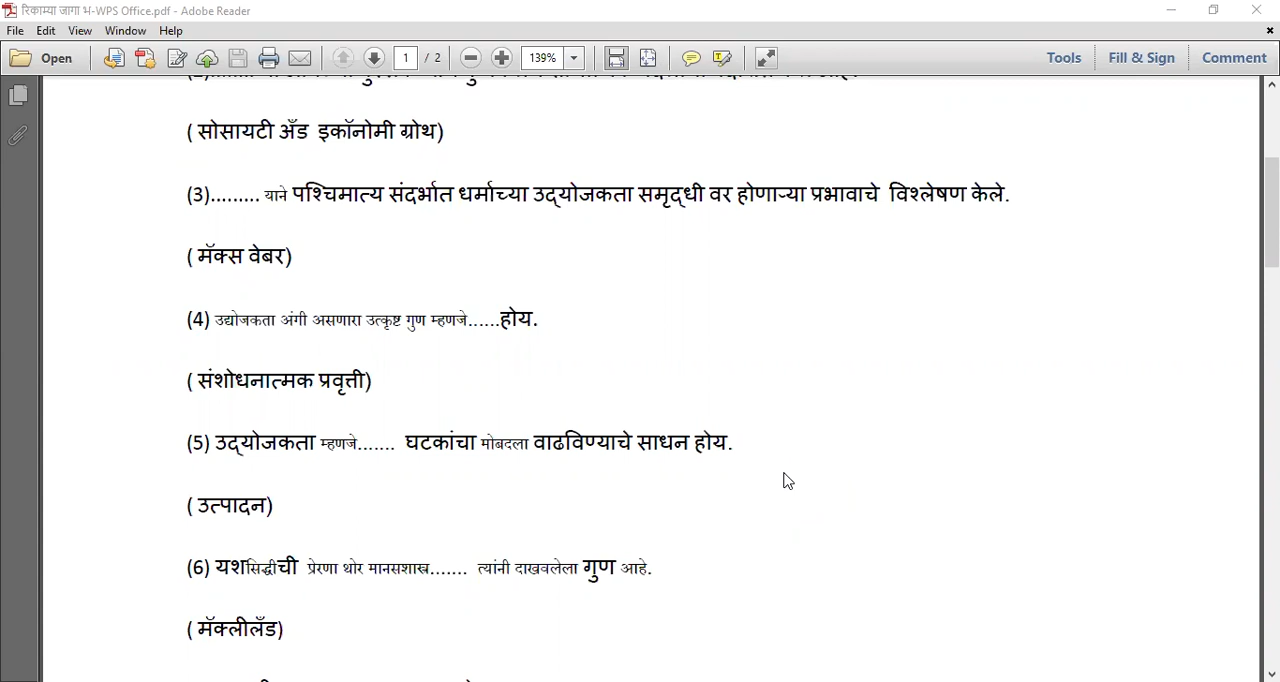 रिकाम्या जागा भ-WPS Office.pdf - Adobe Reader
File Edit View Window Help
Open 1 / 2 139% Tools Fill & Sign Comment
( सोसायटी अँड इकॉनोमी ग्रोथ)
(3)......... याने पश्चिमात्य संदर्भात धर्माच्या उद्‌योजकता समृद्‌धी वर होणाऱ्या प्रभावाचे विश्लेषण केले.
( मॅक्स वेबर)
(4) उद्योजकता अंगी असणारा उत्कृष्ट गुण म्हणजे......होय.
( संशोधनात्मक प्रवृत्ती)
(5) उद्‌योजकता म्हणजे....... घटकांचा मोबदला वाढविण्याचे साधन होय.
( उत्पादन)
(6) यशसिद्धीची प्रेरणा थोर मानसशास्त्र....... त्यांनी दाखवलेला गुण आहे.
( मॅक्लीलँड)